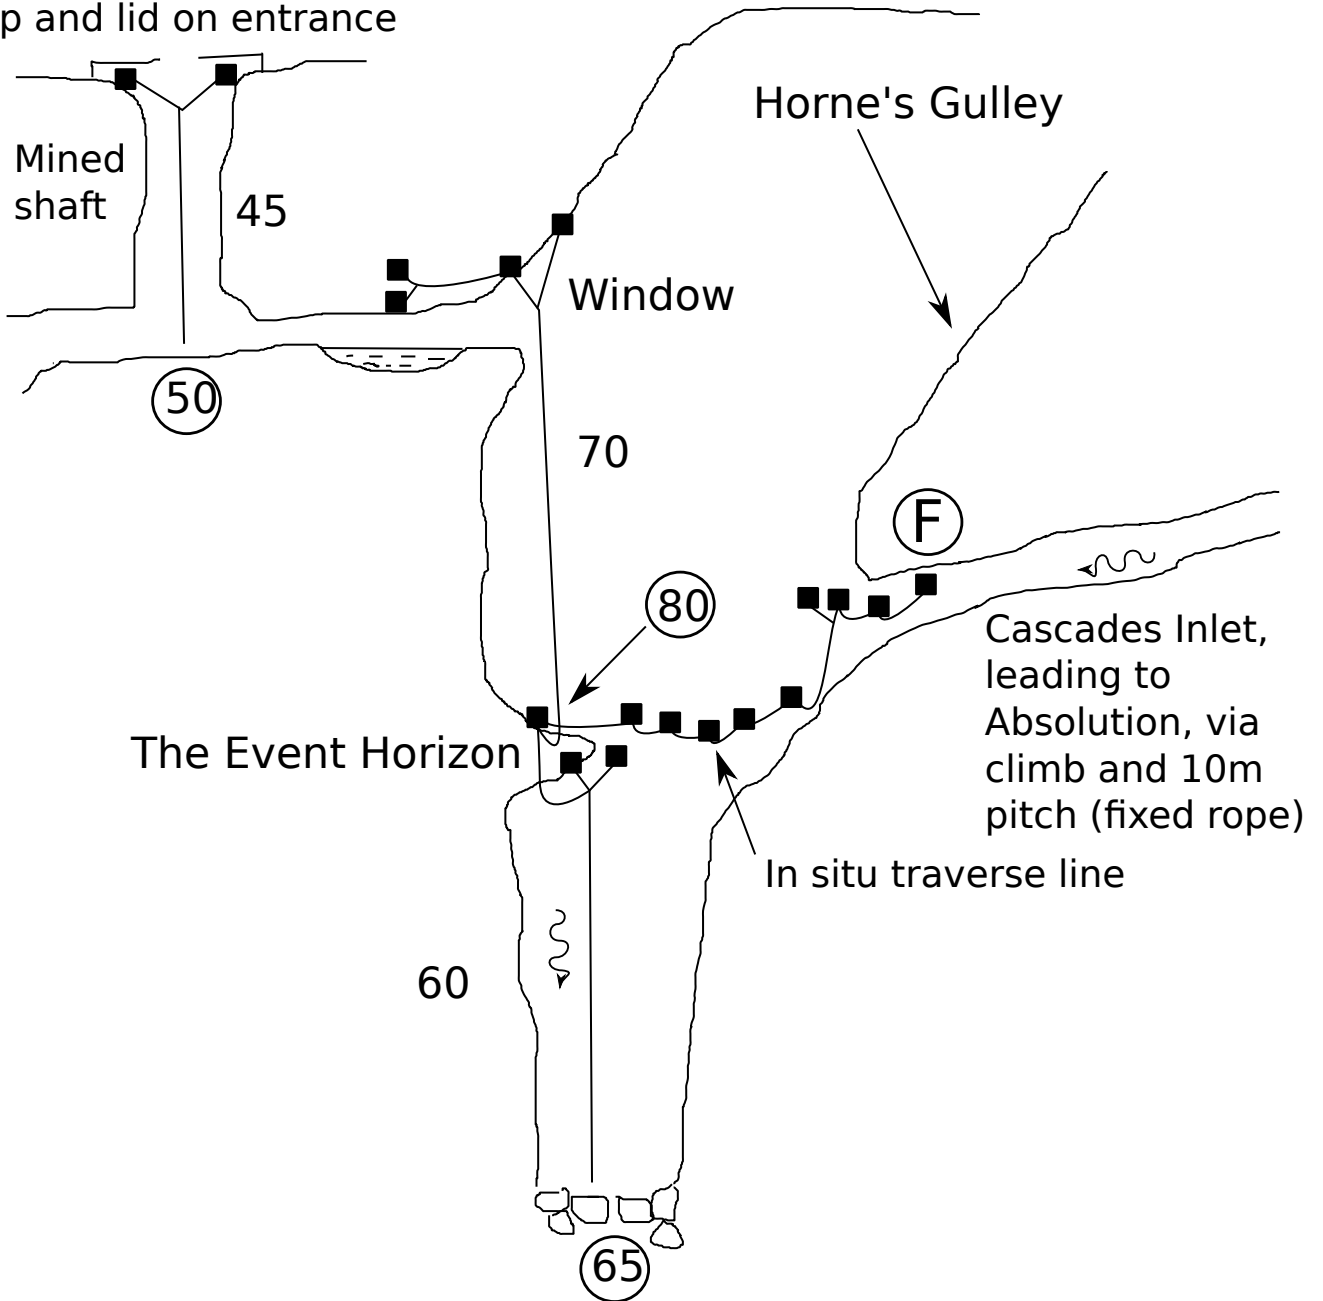 and lid on entrance
Horne's Gulley
Mined
shaft
45
Window
50
70
F
80
Cascades Inlet,
leading to
Absolution, via
climb and 10m
pitch (fixed rope)
The Event Horizon
In situ traverse line
60
65